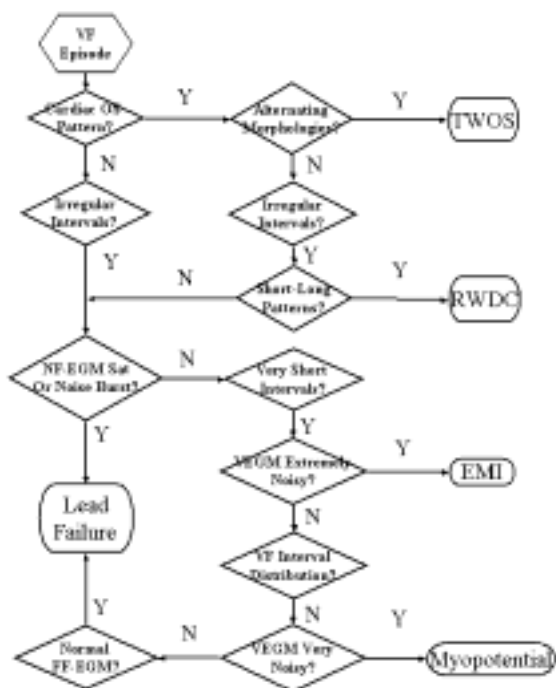 VF
Episode
Cardiac OS
Pattern?
Y
Alternating
Morphologies?
Y
TWOS
N
N
Irregular
Intervals?
Irregular
Intervals?
Y
Y
N
Short-Long
Patterns?
Y
RWDC
NF-EGM Sat
Or Noise Burst?
N
Very Short
Intervals?
Y
Y
VEGM Extremely
Noisy?
Y
EMI
Lead
Failure
N
VF Interval
Distribution?
Y
N
Normal
FF-EGM?
N
VEGM Very
Noisy?
Y
Myopotential